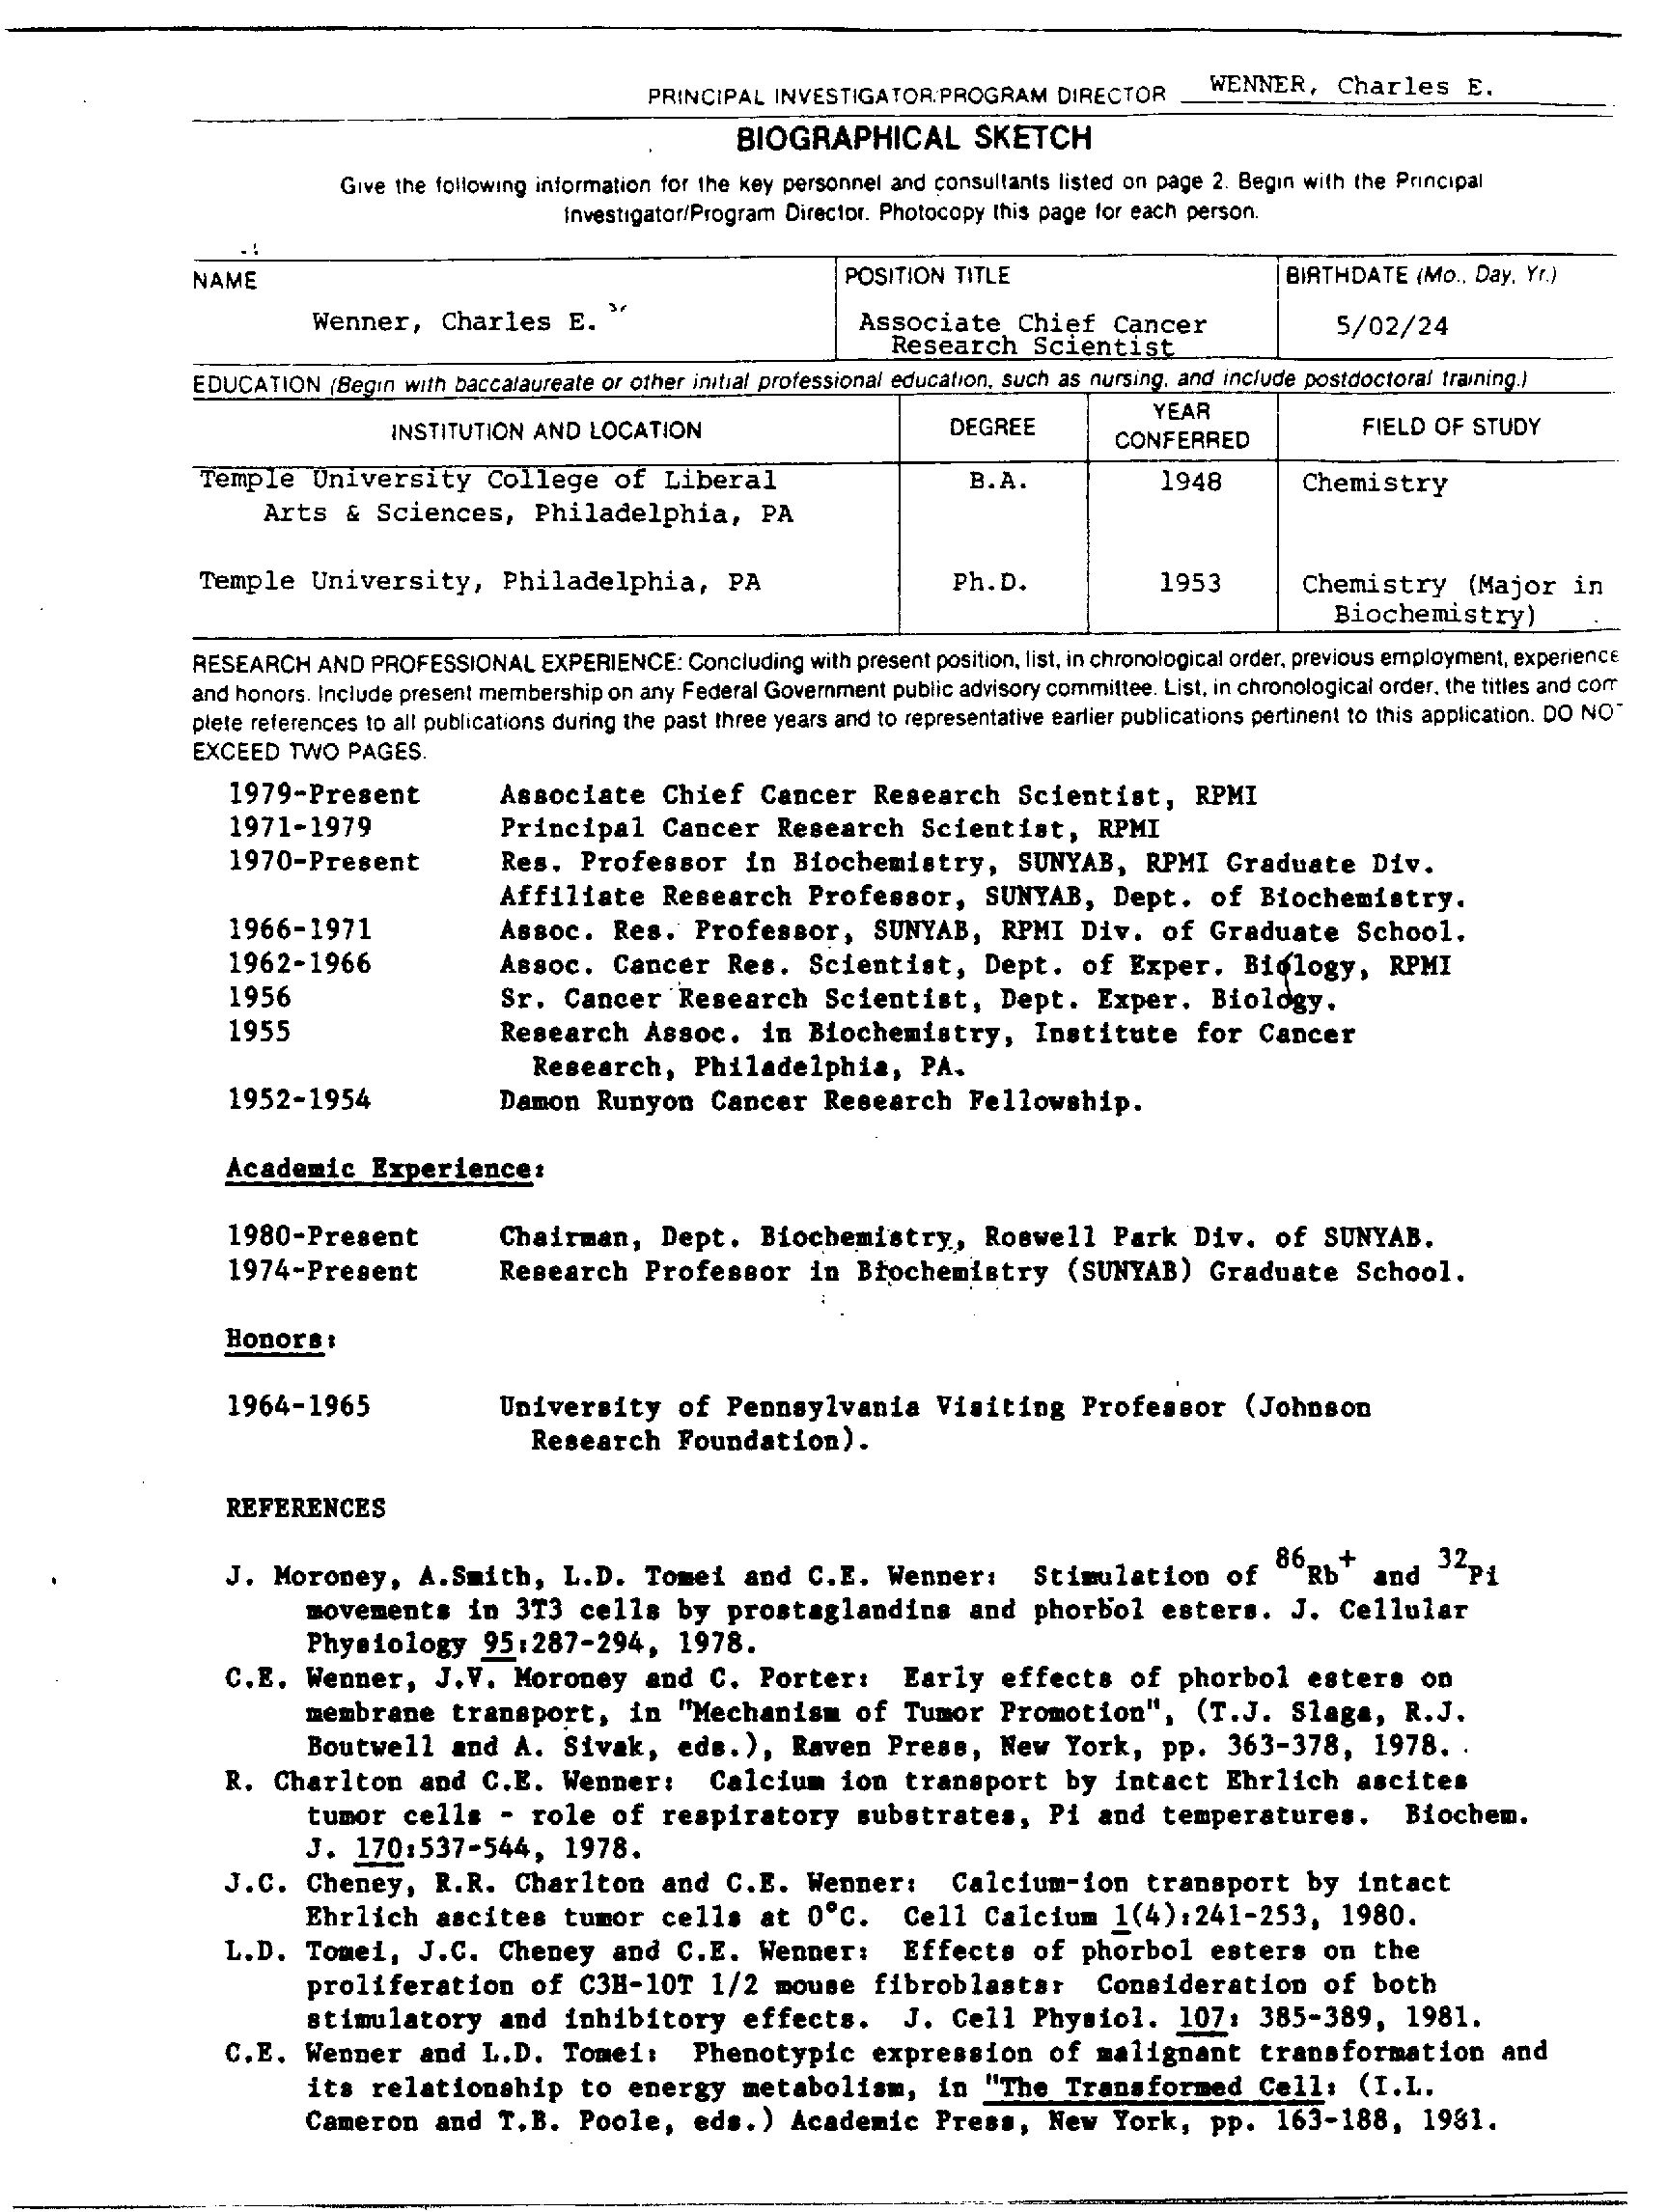 PRINCIPAL INVESTIGATOR/PROGRAM DIRECTOR WENNER, Charles E.
BIOGRAPHICAL SKETCH
Give the following information for the key personnel and consultants listed on page 2. Begin with the Principal
Investigator/Program Director. Photocopy this page for each person.
NAME POSITION TITLE BIRTHDATE (Mo., Day, Yr.)
Wenner, Charles E. Associate Chief Cancer 5/02/24
Research Scientist
EDUCATION (Begin with baccalaureate or other initial professional education, such as nursing, and include postdoctoral training.)
INSTITUTION AND LOCATION DEGREE YEAR CONFERRED FIELD OF STUDY
Temple University College of Liberal B.A. 1948 Chemistry
Arts & Sciences, Philadelphia, PA
Temple University, Philadelphia, PA Ph.D. 1953 Chemistry (Major in
Biochemistry)
RESEARCH AND PROFESSIONAL EXPERIENCE: Concluding with present position, list, in chronological order, previous employment, experience
and honors. Include present membership on any Federal Government public advisory committee. List, in chronological order, the titles and com
plete references to all publications during the past three years and to representative earlier publications pertinent to this application. DO NOT
EXCEED TWO PAGES.
1979-Present Associate Chief Cancer Research Scientist, RPMI
1971-1979 Principal Cancer Research Scientist, RPMI
1970-Present Res. Professor in Biochemistry, SUNYAB, RPMI Graduate Div.
Affiliate Research Professor, SUNYAB, Dept. of Biochemistry.
1966-1971 Assoc. Res. Professor, SUNYAB, RPMI Div. of Graduate School.
1962-1966 Assoc. Cancer Res. Scientist, Dept. of Exper. Biology, RPMI
1956 Sr. Cancer Research Scientist, Dept. Exper. Biology.
1955 Research Assoc. in Biochemistry, Institute for Cancer
Research, Philadelphia, PA.
1952-1954 Damon Runyon Cancer Research Fellowship.
Academic Experience:
1980-Present Chairman, Dept. Biochemistry, Roswell Park Div. of SUNYAB.
1974-Present Research Professor in Biochemistry (SUNYAB) Graduate School.
Honors:
1964-1965 University of Pennsylvania Visiting Professor (Johnson
Research Foundation).
REFERENCES
J. Moroney, A.Smith, L.D. Tomei and C.E. Wenner: Stimulation of 86Rb+ and 32Pi
movements in 3T3 cells by prostaglandins and phorbol esters. J. Cellular
Physiology 95:287-294, 1978.
C.E. Wenner, J.V. Moroney and C. Porter: Early effects of phorbol esters on
membrane transport, in "Mechanism of Tumor Promotion", (T.J. Slaga, R.J.
Boutwell and A. Sivak, eds.), Raven Press, New York, pp. 363-378, 1978.
R. Charlton and C.E. Wenner: Calcium ion transport by intact Ehrlich ascites
tumor cells - role of respiratory substrates, Pi and temperatures. Biochem.
J. 170:537-544, 1978.
J.C. Cheney, R.R. Charlton and C.E. Wenner: Calcium-ion transport by intact
Ehrlich ascites tumor cells at 0°C. Cell Calcium 1(4):241-253, 1980.
L.D. Tomei, J.C. Cheney and C.E. Wenner: Effects of phorbol esters on the
proliferation of C3H-10T 1/2 mouse fibroblasts: Consideration of both
stimulatory and inhibitory effects. J. Cell Physiol. 107: 385-389, 1981.
C.E. Wenner and L.D. Tomei: Phenotypic expression of malignant transformation and
its relationship to energy metabolism, in "The Transformed Cell: (I.L.
Cameron and T.B. Poole, eds.) Academic Press, New York, pp. 163-188, 1981.